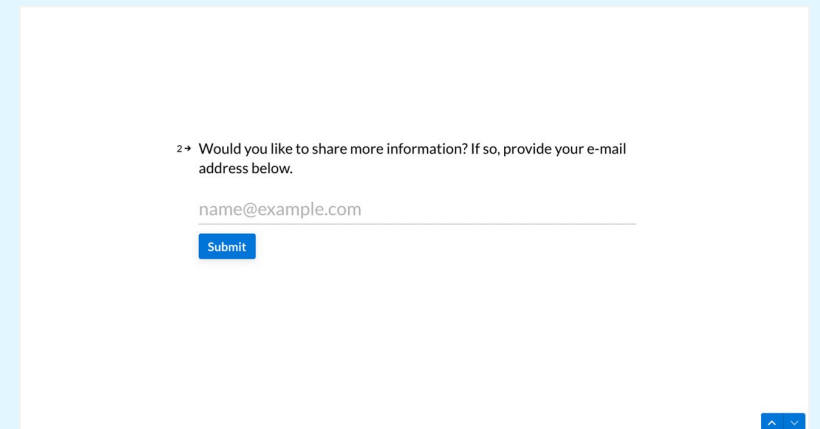 2→ Would you like to share more information? If so, provide your e-mail
address below.
name@example.com
Submit